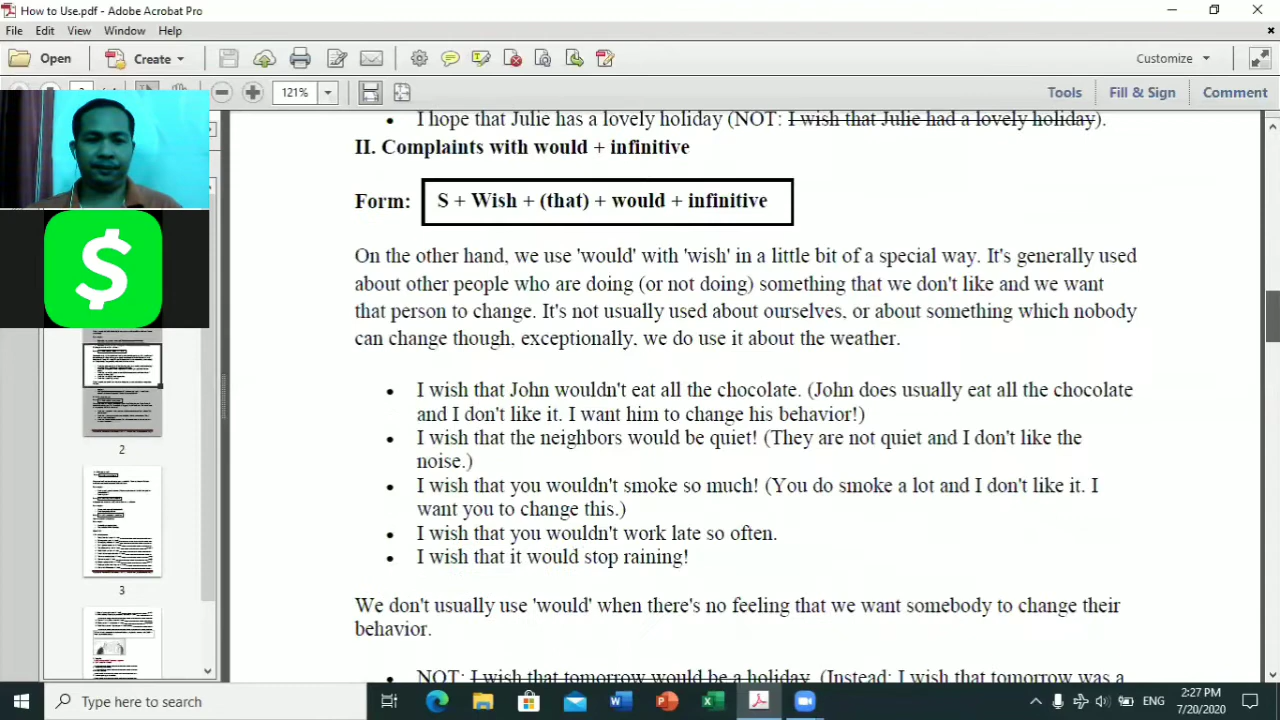 How to Use.pdf - Adobe Acrobat Pro
File Edit View Window Help
Open Create Customize
121% Tools Fill & Sign Comment
• I hope that Julie has a lovely holiday (NOT: I wish that Julie had a lovely holiday).
II. Complaints with would + infinitive
Form: S + Wish + (that) + would + infinitive
On the other hand, we use 'would' with 'wish' in a little bit of a special way. It's generally used
about other people who are doing (or not doing) something that we don't like and we want
that person to change. It's not usually used about ourselves, or about something which nobody
can change though, exceptionally, we do use it about the weather.
• I wish that John wouldn't eat all the chocolate! (John does usually eat all the chocolate
and I don't like it. I want him to change his behavior!)
• I wish that the neighbors would be quiet! (They are not quiet and I don't like the
noise.)
• I wish that you wouldn't smoke so much! (You do smoke a lot and I don't like it. I
want you to change this.)
• I wish that you wouldn't work late so often.
• I wish that it would stop raining!
We don't usually use 'would' when there's no feeling that we want somebody to change their
behavior.
• NOT: I wish that tomorrow would be a holiday. (Instead: I wish that tomorrow was a
2
3
Type here to search
ENG
2:27 PM
7/20/2020